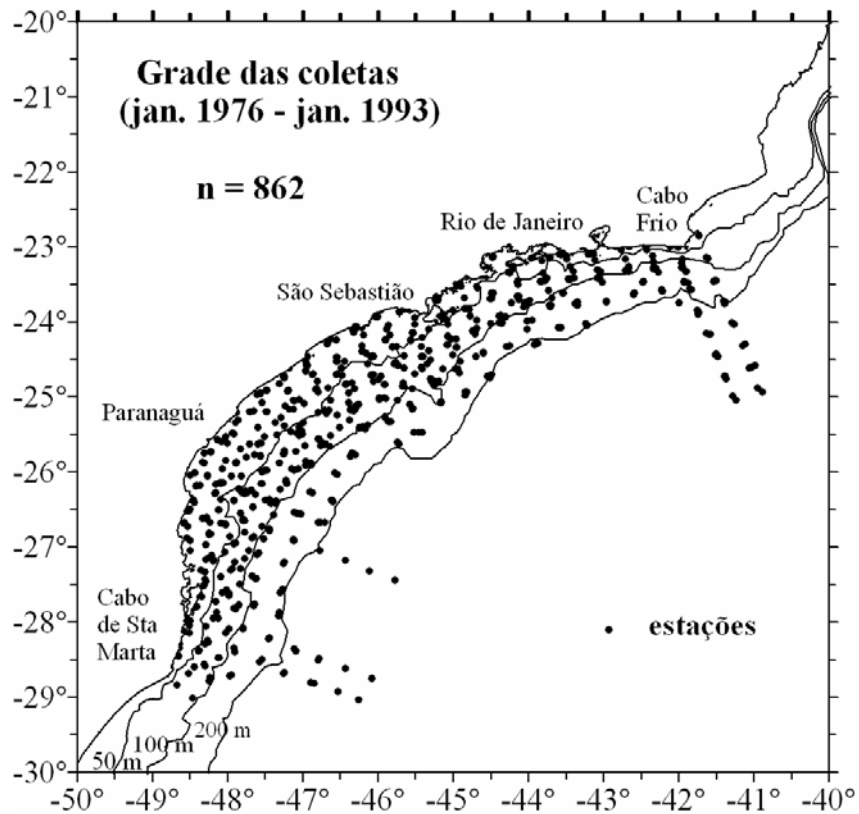 Grade das coletas
(jan. 1976 - jan. 1993)
n = 862
Cabo
Frio
Rio de Janeiro
São Sebastião
Paranaguá
Cabo
de Sta
Marta
estações
200 m
100 m
50 m
-20°
-21°
-22°
-23°
-24°
-25°
-26°
-27°
-28°
-29°
-30°
-50° -49° -48° -47° -46° -45° -44° -43° -42° -41° -40°